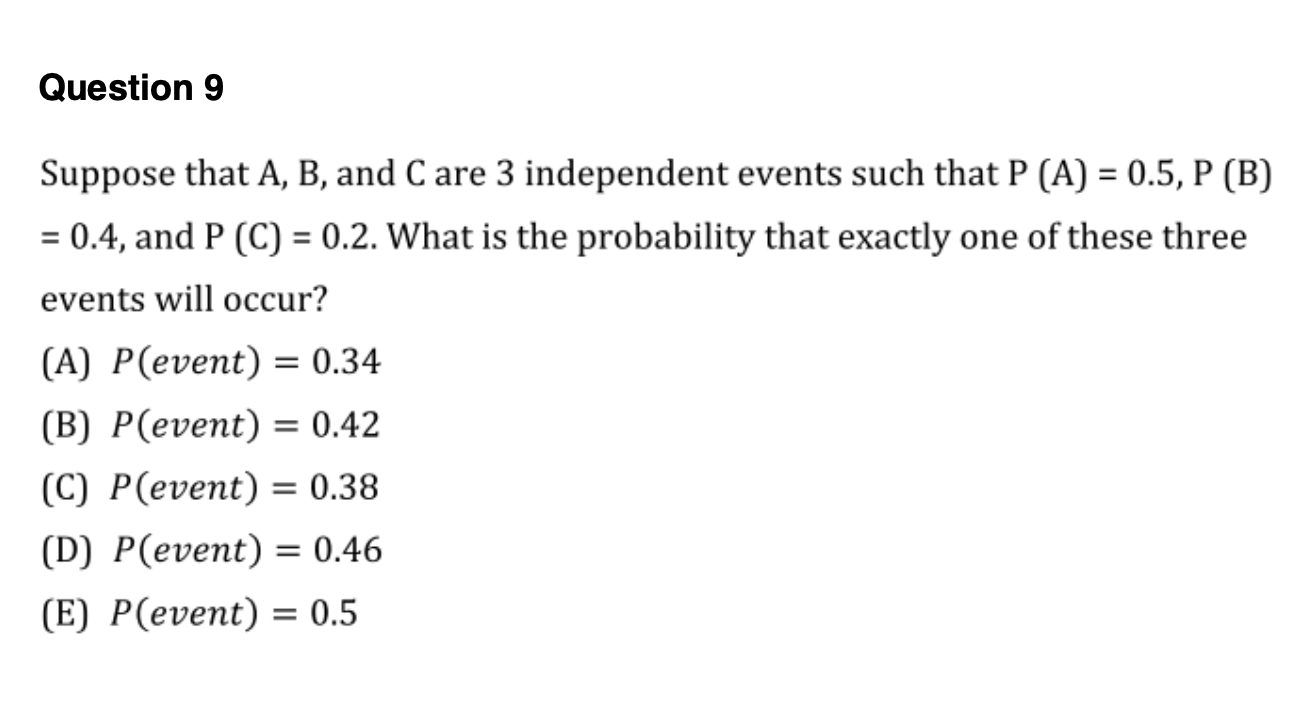 Question 9
Suppose that A, B, and C are 3 independent events such that P (A) = 0.5, P (B)
= 0.4, and P (C) = 0.2. What is the probability that exactly one of these three
events will occur?
(A) P(event) = 0.34
(B) P(event) = 0.42
(C) P(event) = 0.38
(D) P(event) = 0.46
(E) P(event) = 0.5